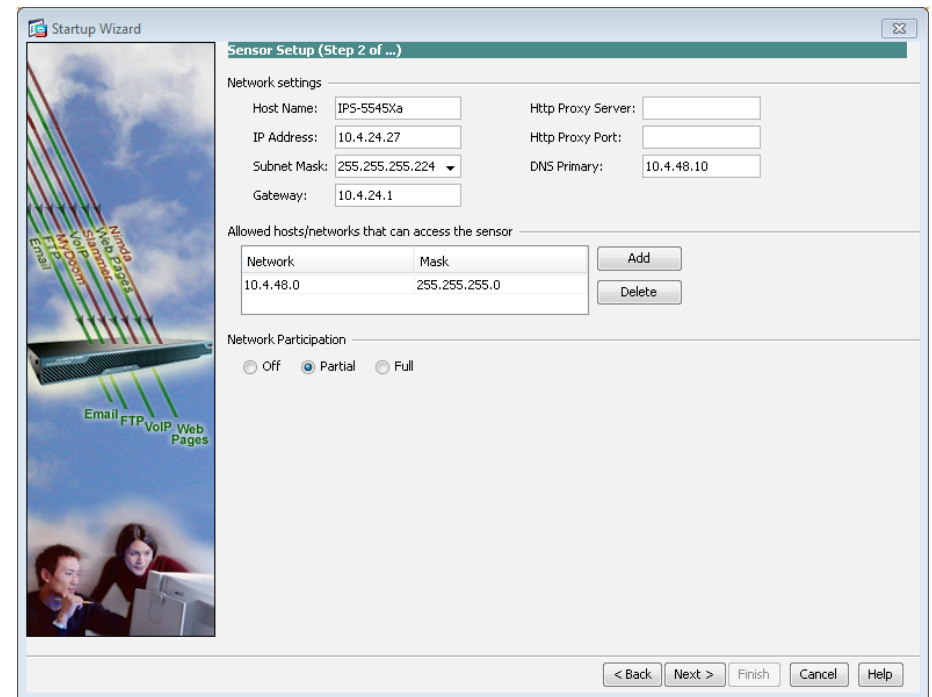 Startup Wizard
Sensor Setup (Step 2 of ...)
Network settings
Host Name: IPS-5545Xa
Http Proxy Server:
IP Address: 10.4.24.27
Http Proxy Port:
Subnet Mask: 255.255.255.224
DNS Primary: 10.4.48.10
Gateway: 10.4.24.1
Allowed hosts/networks that can access the sensor
Network Mask
10.4.48.0 255.255.255.0
Add
Delete
Network Participation
Off Partial Full
Email
FTP
MyDoom
VoIP
Slammer
Web Pages
Nimda
Email
FTP
VoIP
Web
Pages
< Back Next > Finish Cancel Help